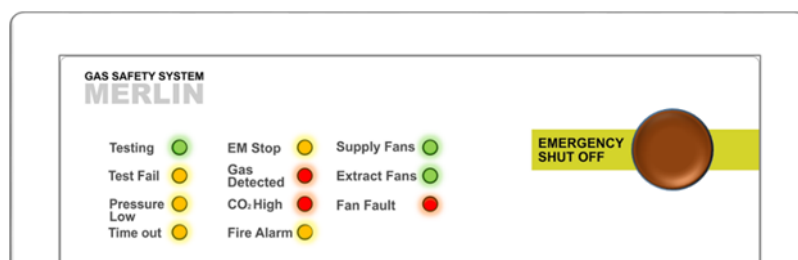 GAS SAFETY SYSTEM
MERLIN
Testing
EM Stop
Supply Fans
Test Fail
Gas
Detected
Extract Fans
Pressure
Low
CO₂ High
Fan Fault
Time out
Fire Alarm
EMERGENCY
SHUT OFF